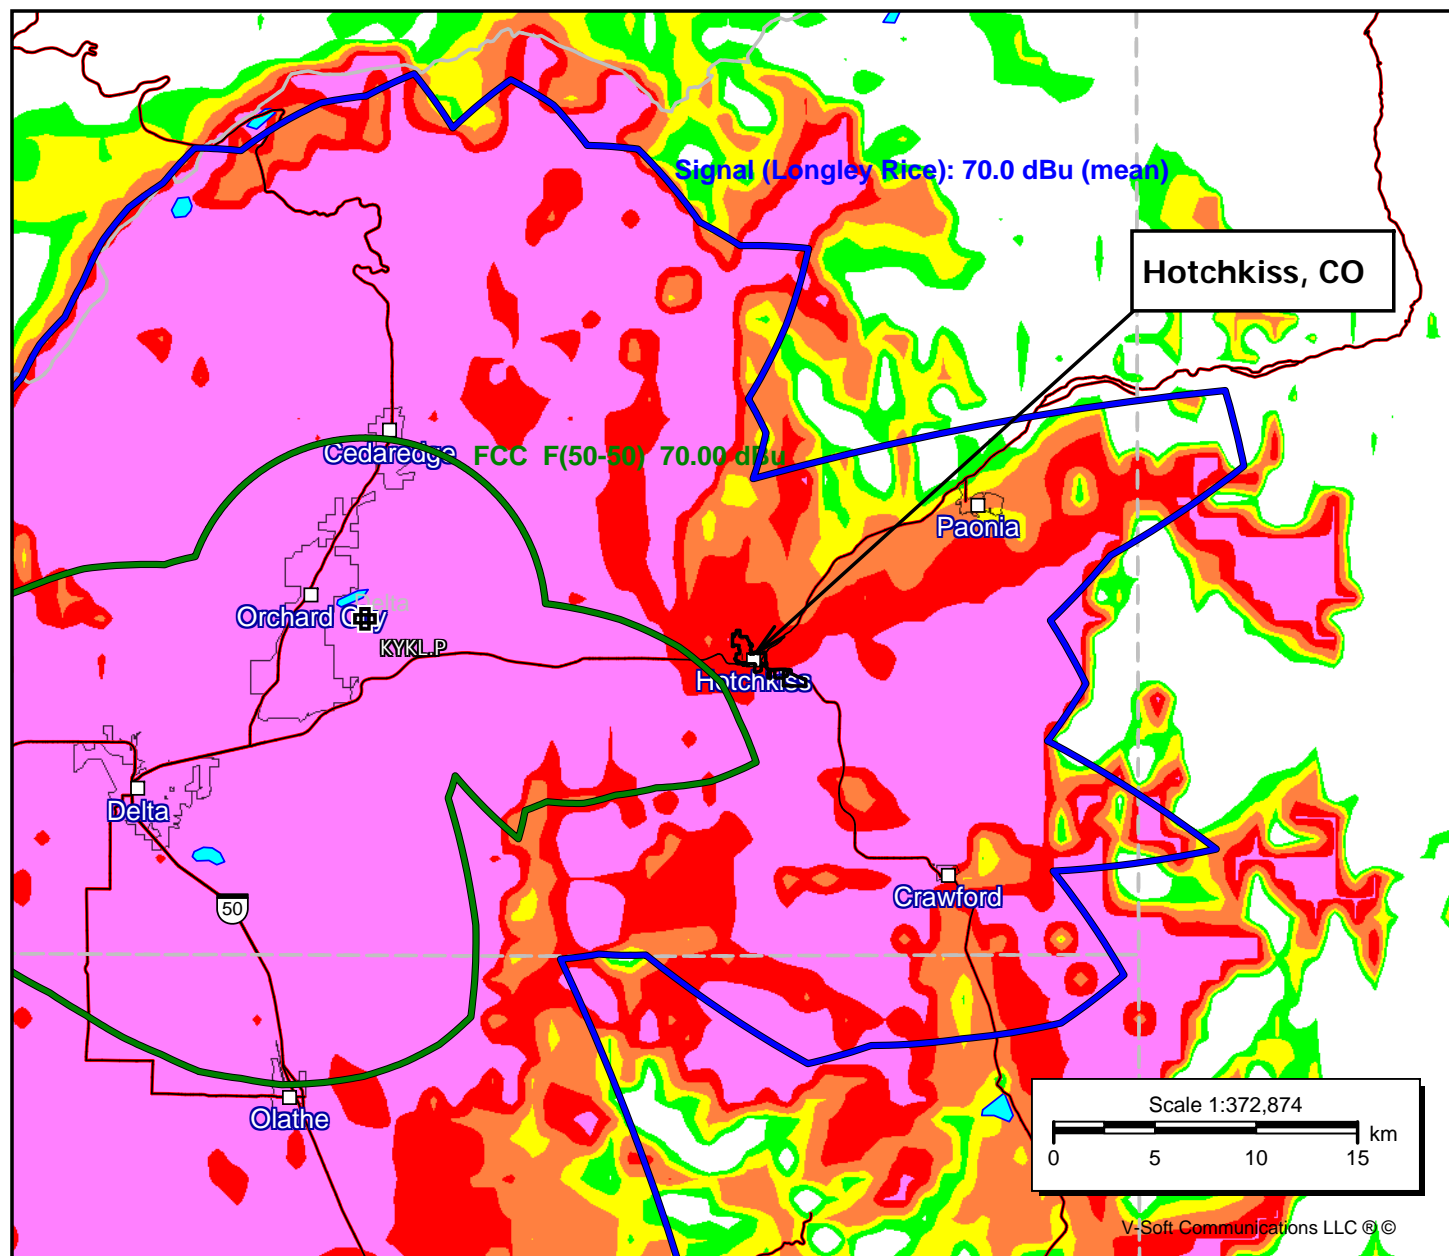 Signal (Longley Rice): 70.0 dBu (mean)
Hotchkiss, CO
Cedaredge
FCC F(50-50) 70.00 dBu
Paonia
Delta
Orchard City
KYKL.P
Hotchkiss
Delta
Crawford
50
Olathe
Scale 1:372,874
km
0 5 10 15
V-Soft Communications LLC ® ©